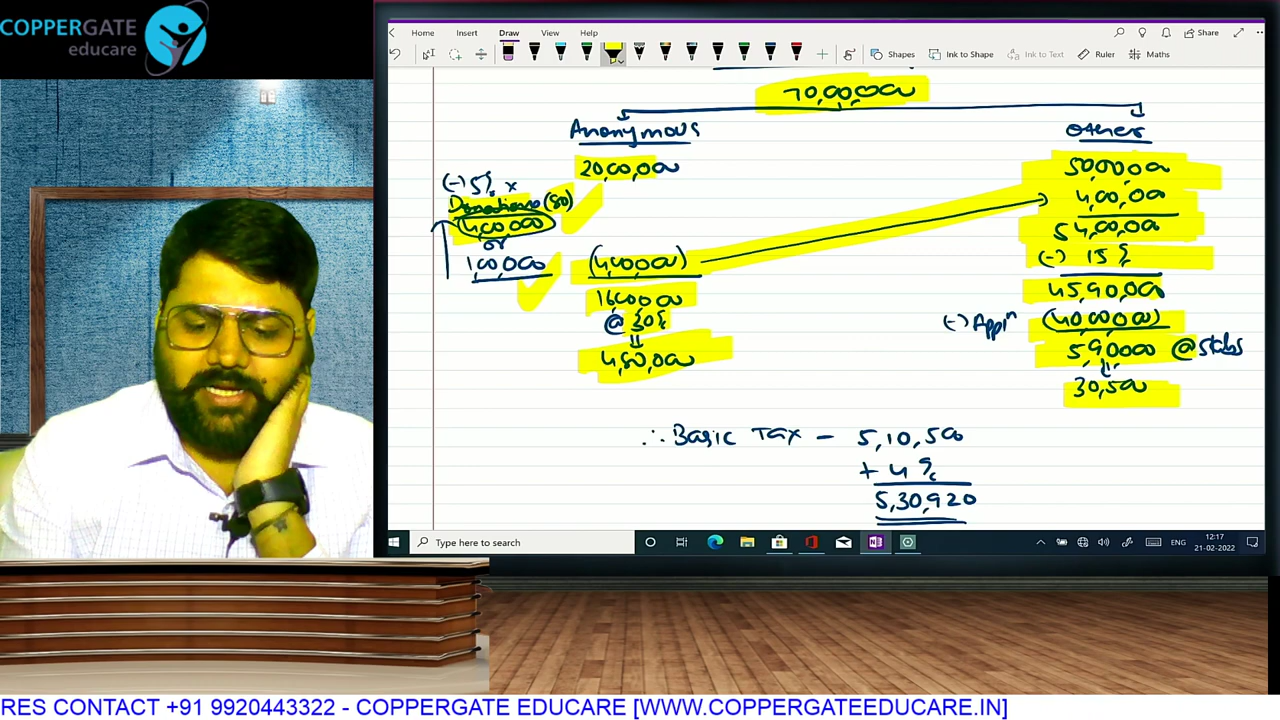 COPPERGATE
educare
Home Insert Draw View Help
Share
Shapes
Ink to Shape
Ink to Text
Ruler
Maths
70,00,000
Anonymous
Others
20,00,000
50,00,000
(-) 5% x
Donations (80)
4,00,000
or
1,00,000
(4,00,000)
1600000
@ 30%
4,80,000
4,00,000
54,00,000
(-) 15%
45,90,000
(-) Appln
(40,00,000)
5,90,000 @ Slabs
30,500
∴ Basic Tax - 5,10,500
+ 4%
5,30,920
Type here to search
ENG
12:17
21-02-2022
RES CONTACT +91 9920443322 - COPPERGATE EDUCARE [WWW.COPPERGATEEDUCARE.IN]